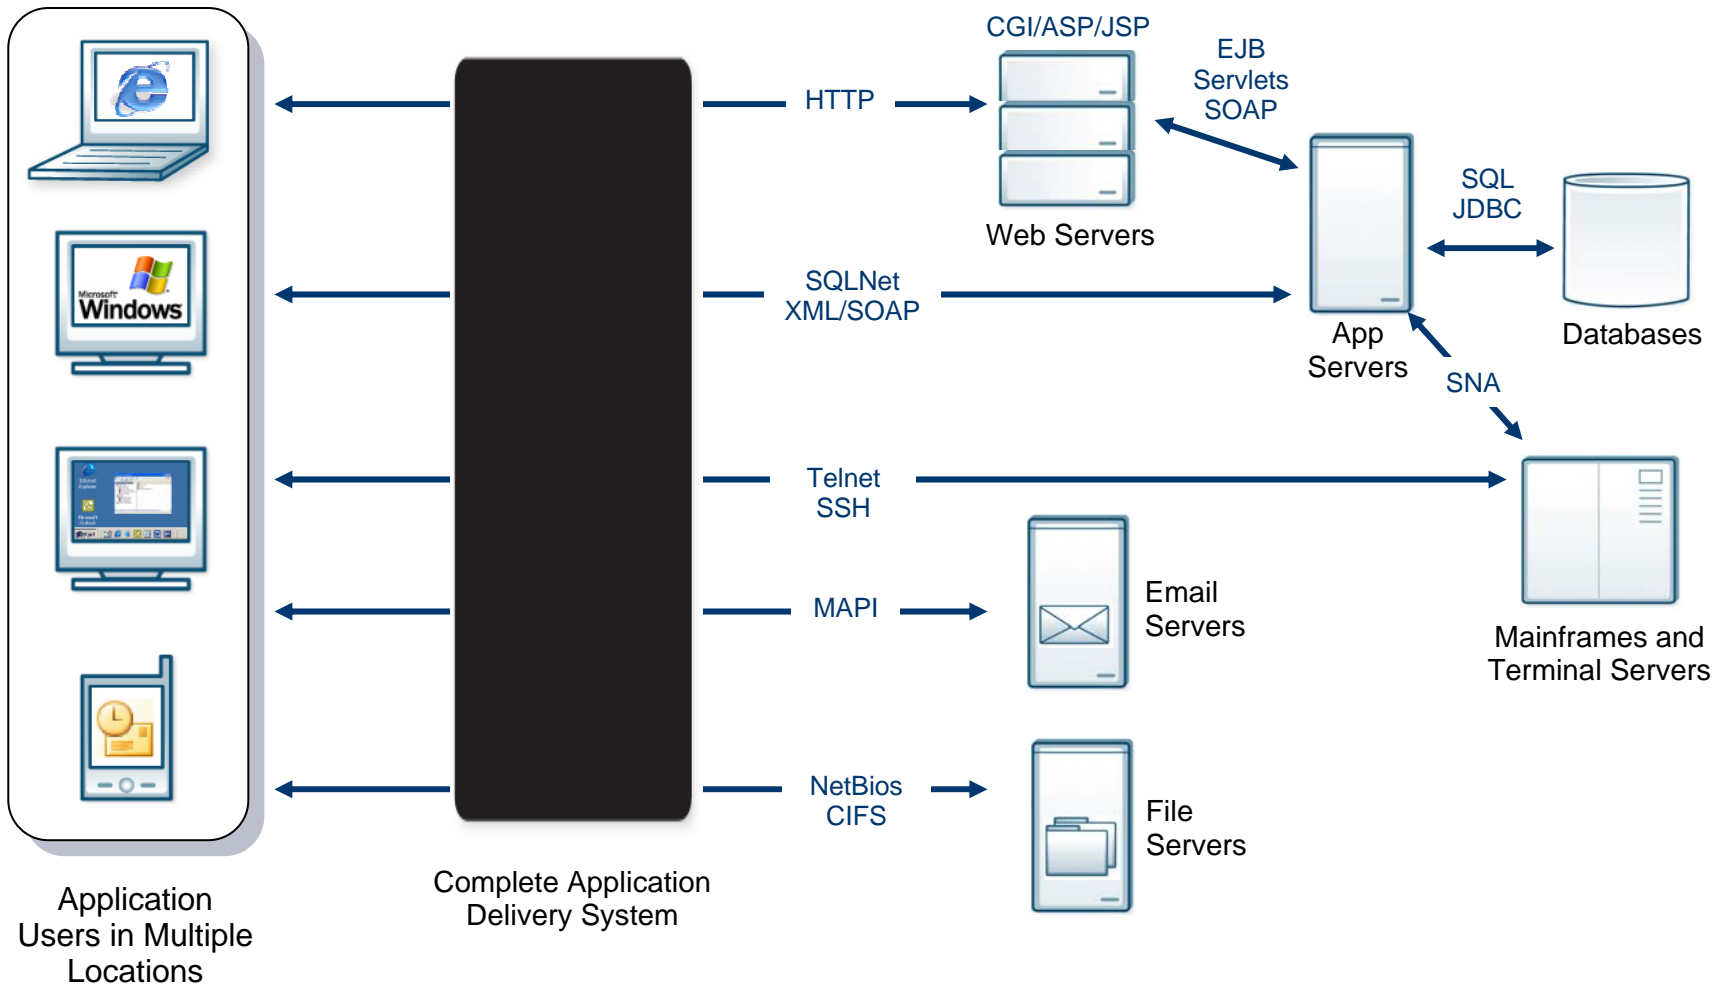 CGI/ASP/JSP
EJB
Servlets
SOAP
HTTP
Web Servers
SQL
JDBC
Microsoft
Windows
SQLNet
XML/SOAP
App
Servers
Databases
SNA
Telnet
SSH
MAPI
Email
Servers
Mainframes and
Terminal Servers
NetBios
CIFS
File
Servers
Complete Application
Delivery System
Application
Users in Multiple
Locations